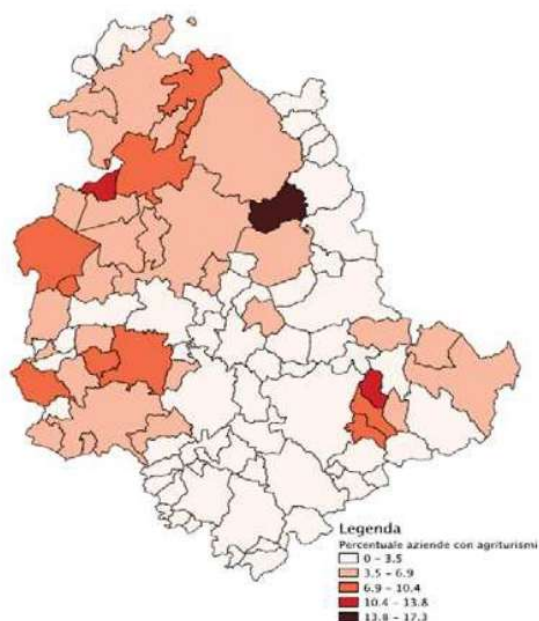 Legenda
Percentuale aziende con agriturismi
0 - 3.5
3.5 - 6.9
6.9 - 10.4
10.4 - 13.8
13.8 - 17.3